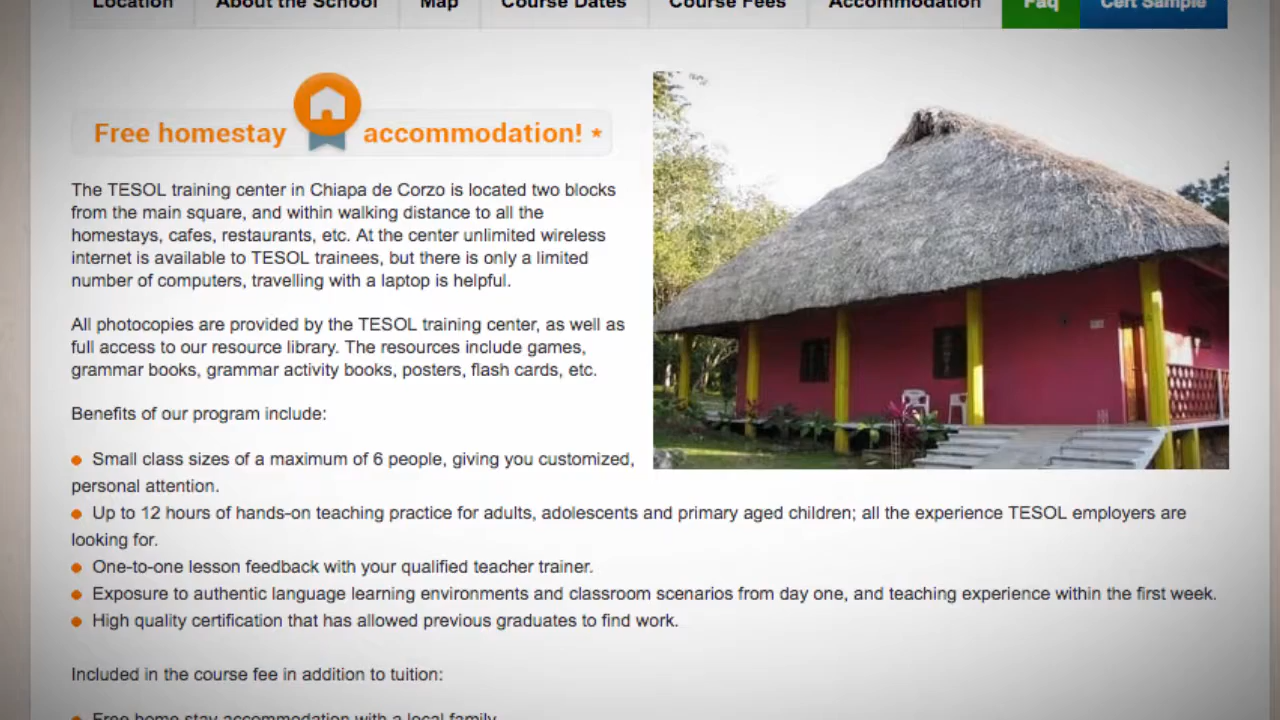 Location About the School Map Course Dates Course Fees Accommodation Faq Cert Sample
Free homestay accommodation! *
The TESOL training center in Chiapa de Corzo is located two blocks
from the main square, and within walking distance to all the
homestays, cafes, restaurants, etc. At the center unlimited wireless
internet is available to TESOL trainees, but there is only a limited
number of computers, travelling with a laptop is helpful.
All photocopies are provided by the TESOL training center, as well as
full access to our resource library. The resources include games,
grammar books, grammar activity books, posters, flash cards, etc.
Benefits of our program include:
Small class sizes of a maximum of 6 people, giving you customized,
personal attention.
Up to 12 hours of hands-on teaching practice for adults, adolescents and primary aged children; all the experience TESOL employers are
looking for.
One-to-one lesson feedback with your qualified teacher trainer.
Exposure to authentic language learning environments and classroom scenarios from day one, and teaching experience within the first week.
High quality certification that has allowed previous graduates to find work.
Included in the course fee in addition to tuition:
Free home stay accommodation with a local family